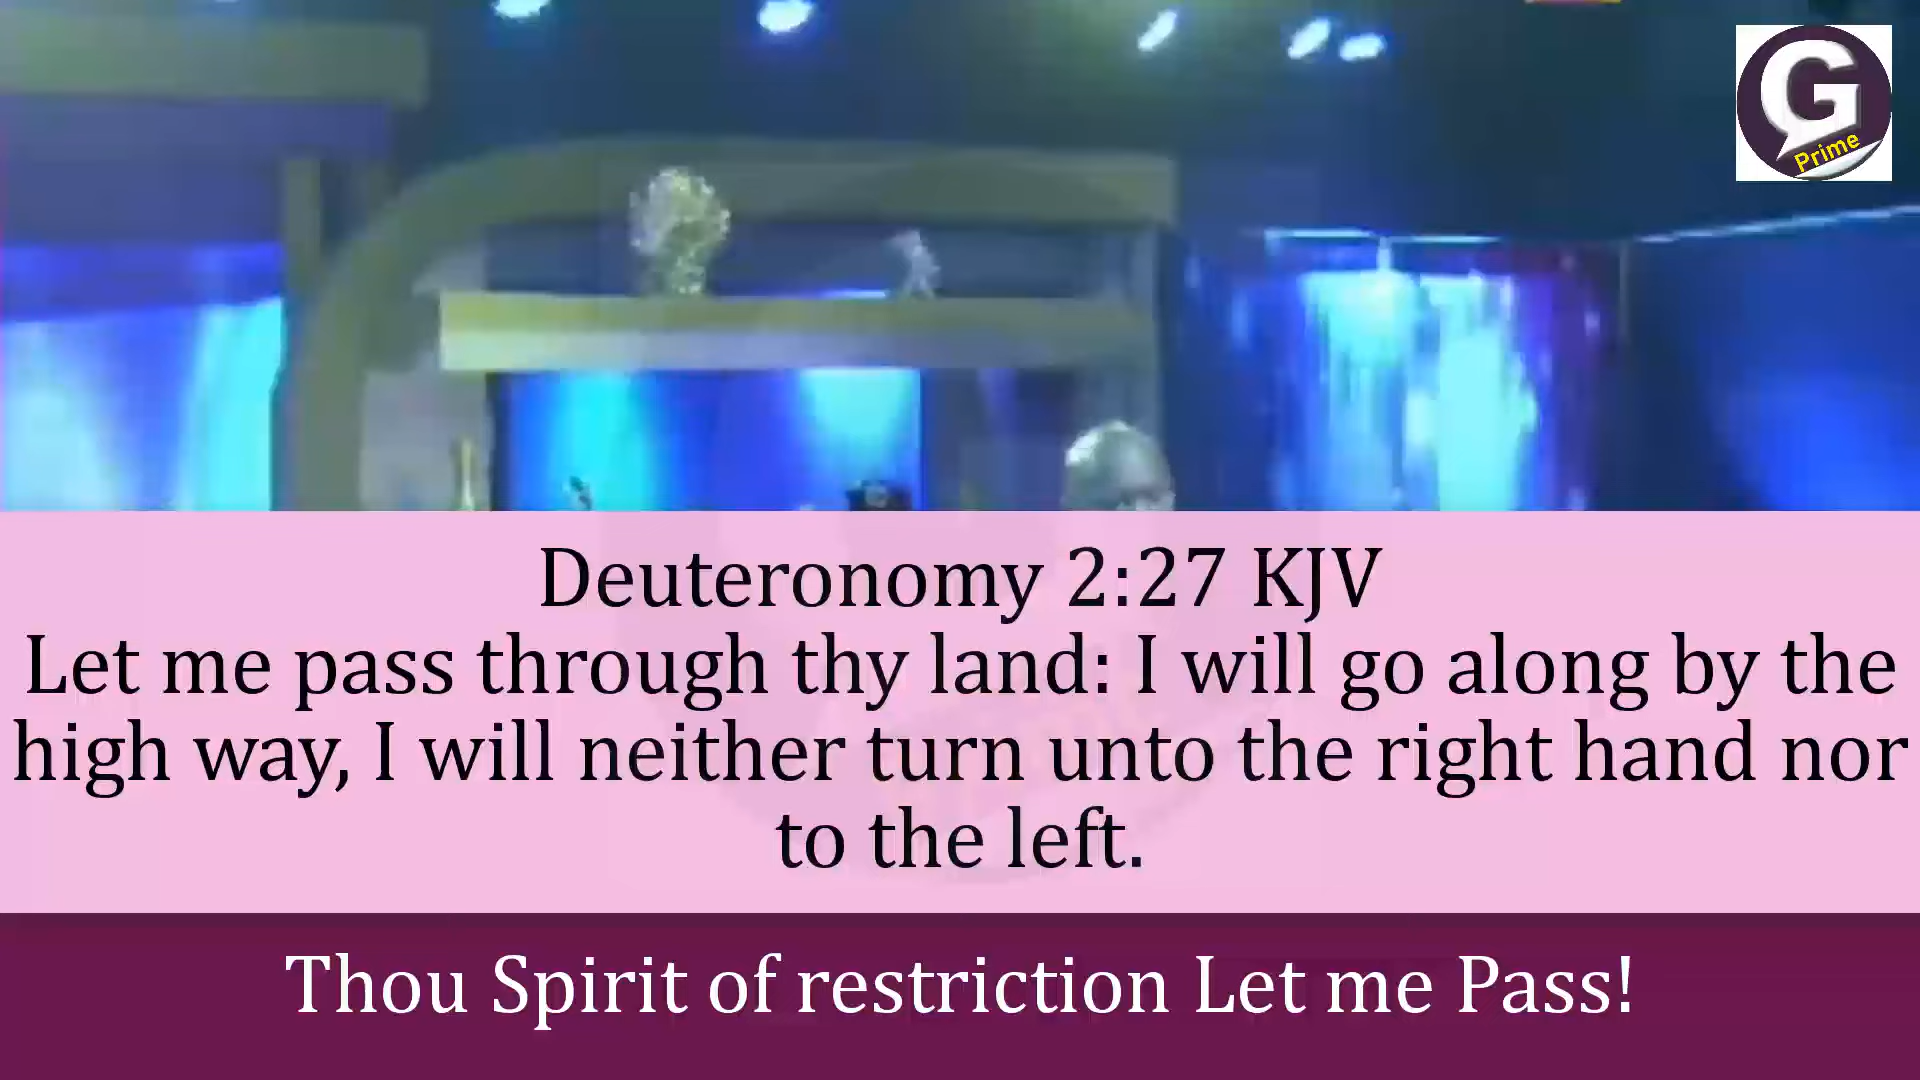 G
Prime
Deuteronomy 2:27 KJV
Let me pass through thy land: I will go along by the
high way, I will neither turn unto the right hand nor
to the left.
Thou Spirit of restriction Let me Pass!